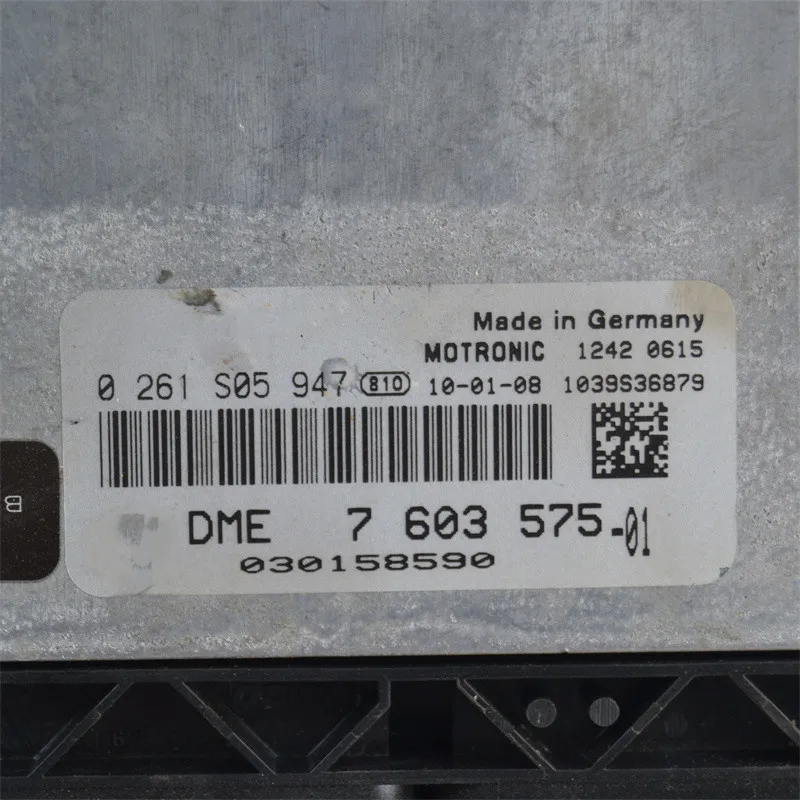 Made in Germany
MOTRONIC 1242 0615
0 261 S05 947 810 10-01-08 1039S36879
DME 7 603 575-01
030158590
B